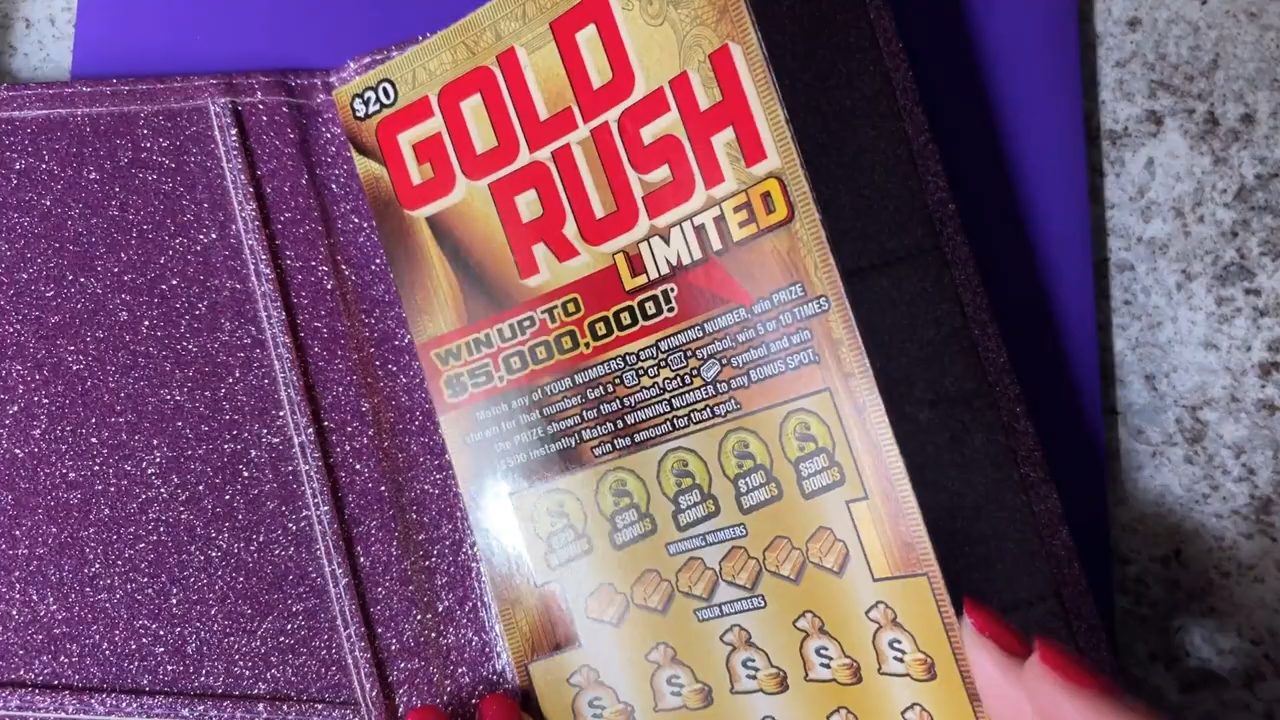 $20
GOLD
RUSH
LIMITED
WIN UP TO
$5,000,000!*
Match any of YOUR NUMBERS to any WINNING NUMBER, win PRIZE
shown for that number. Get a "5X" or "10X" symbol, win 5 or 10 TIMES
the PRIZE shown for that symbol. Get a " " symbol and win
$500 instantly! Match a WINNING NUMBER to any BONUS SPOT,
win the amount for that spot.
$20 BONUS
$30 BONUS
$50 BONUS
$100 BONUS
$500 BONUS
WINNING NUMBERS
YOUR NUMBERS